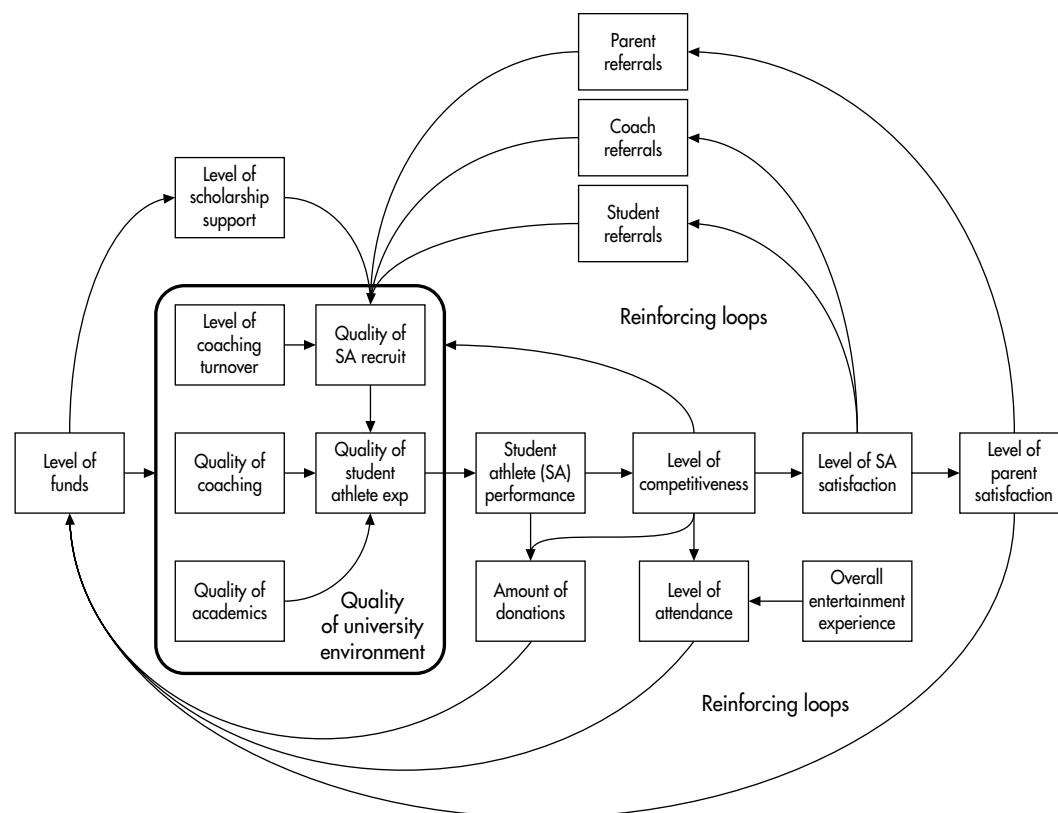 Parent
referrals
Coach
referrals
Level of
scholarship
support
Student
referrals
Reinforcing loops
Level of
coaching
turnover
Quality of
SA recruit
Level of
funds
Quality of
coaching
Quality of
student
athlete exp
Student
athlete (SA)
performance
Level of
competitiveness
Level of SA
satisfaction
Level of
parent
satisfaction
Quality of
academics
Quality
of university
environment
Amount of
donations
Level of
attendance
Overall
entertainment
experience
Reinforcing loops